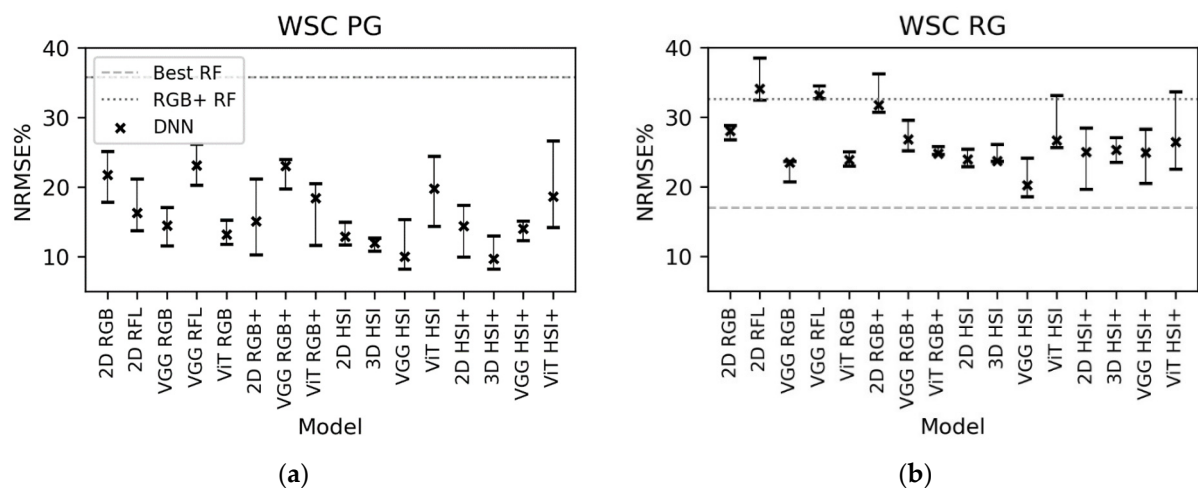 WSC PG
40
30
20
10
NRMSE%
Best RF
RGB+ RF
DNN
2D RGB
2D RFL
VGG RGB
VGG RFL
ViT RGB
2D RGB+
VGG RGB+
ViT RGB+
2D HSI
3D HSI
VGG HSI
ViT HSI
2D HSI+
3D HSI+
VGG HSI+
ViT HSI+
Model
(a)
WSC RG
40
30
20
10
NRMSE%
2D RGB
2D RFL
VGG RGB
VGG RFL
ViT RGB
2D RGB+
VGG RGB+
ViT RGB+
2D HSI
3D HSI
VGG HSI
ViT HSI
2D HSI+
3D HSI+
VGG HSI+
ViT HSI+
Model
(b)